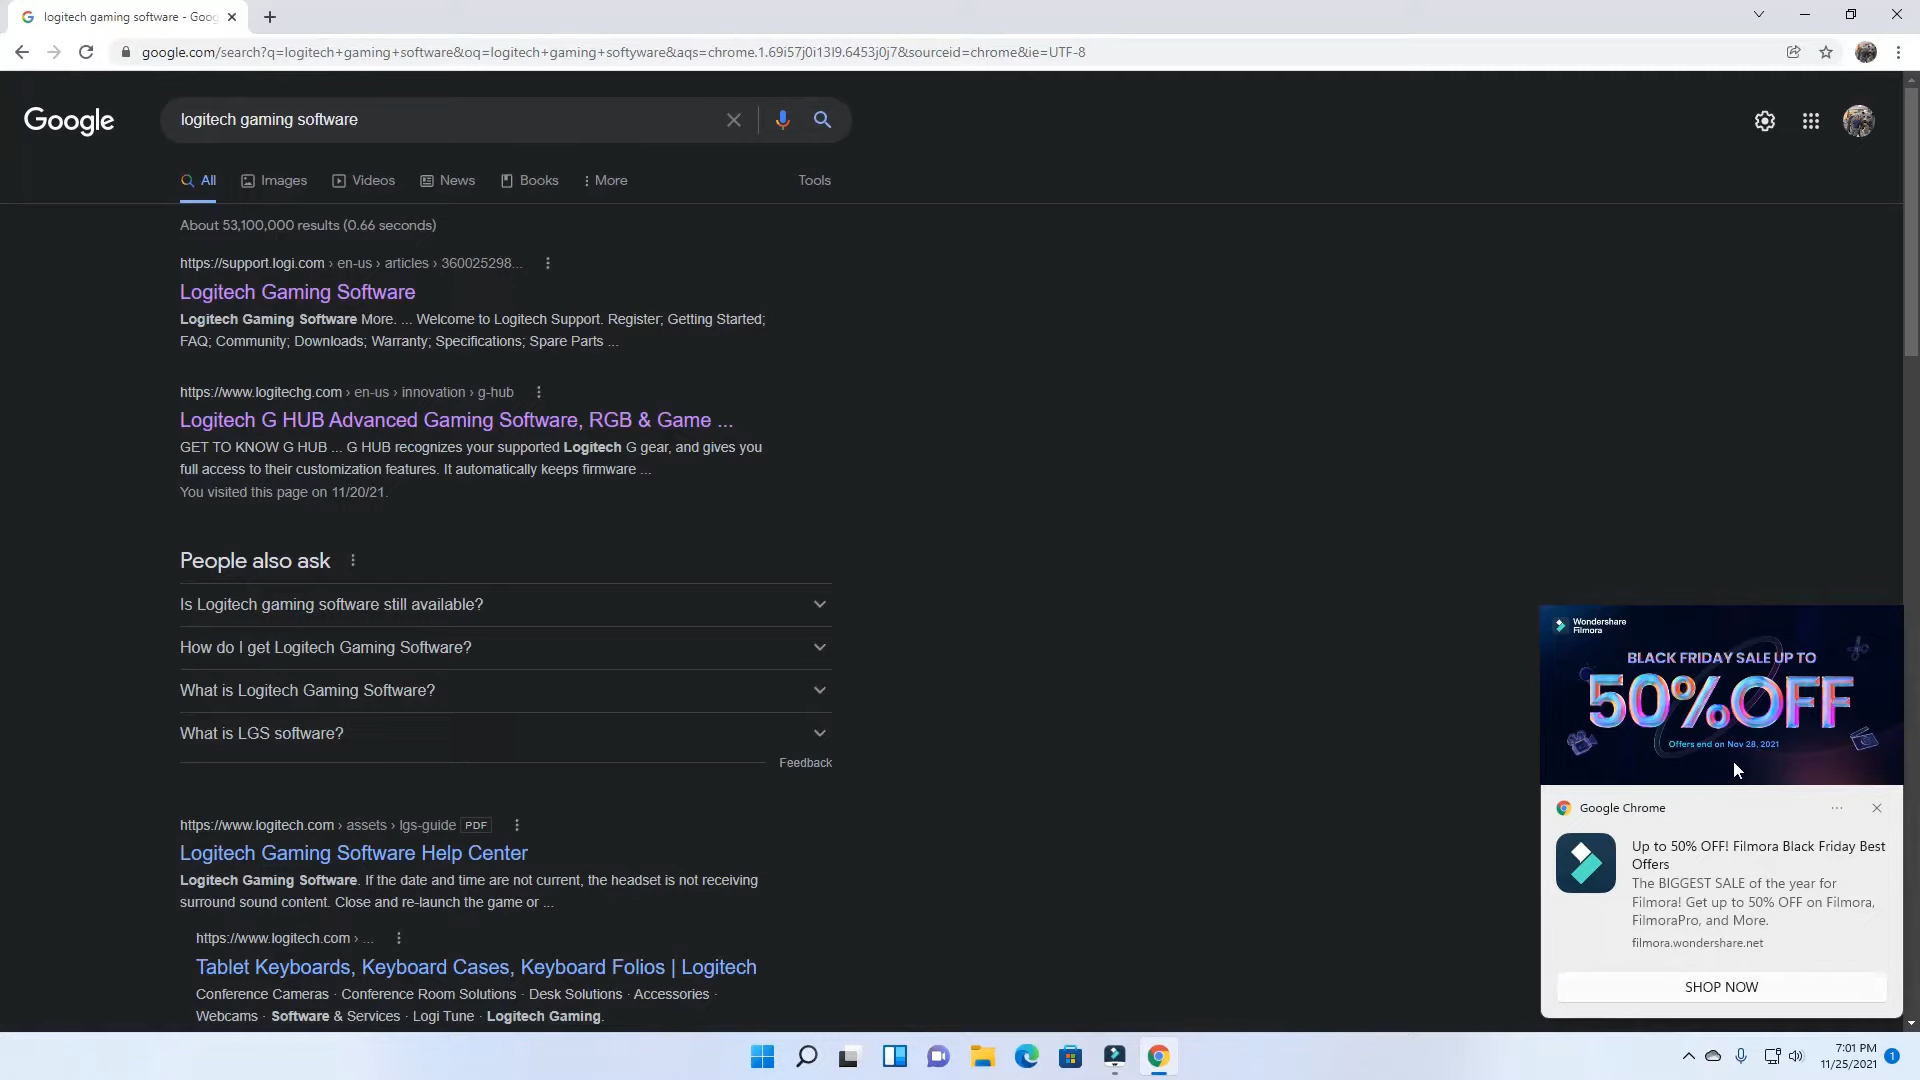 logitech gaming software - Goog
google.com/search?q=logitech+gaming+software&oq=logitech+gaming+softyware&aqs=chrome.1.69i57j0i13l9.6453j0j7&sourceid=chrome&ie=UTF-8
Google
logitech gaming software
All
Images
Videos
News
Books
More
Tools
About 53,100,000 results (0.66 seconds)
https://support.logi.com › en-us › articles › 360025298...
Logitech Gaming Software
Logitech Gaming Software More. ... Welcome to Logitech Support. Register; Getting Started;
FAQ; Community; Downloads; Warranty; Specifications; Spare Parts ...
https://www.logitechg.com › en-us › innovation › g-hub
Logitech G HUB Advanced Gaming Software, RGB & Game ...
GET TO KNOW G HUB ... G HUB recognizes your supported Logitech G gear, and gives you
full access to their customization features. It automatically keeps firmware ...
You visited this page on 11/20/21.
People also ask
Is Logitech gaming software still available?
How do I get Logitech Gaming Software?
What is Logitech Gaming Software?
What is LGS software?
Feedback
https://www.logitech.com › assets › lgs-guide PDF
Logitech Gaming Software Help Center
Logitech Gaming Software. If the date and time are not current, the headset is not receiving
surround sound content. Close and re-launch the game or ...
https://www.logitech.com › ...
Tablet Keyboards, Keyboard Cases, Keyboard Folios | Logitech
Conference Cameras · Conference Room Solutions · Desk Solutions · Accessories ·
Webcams · Software & Services · Logi Tune · Logitech Gaming.
Wondershare
Filmora
BLACK FRIDAY SALE UP TO
50%OFF
Offers end on Nov 28, 2021
Google Chrome
Up to 50% OFF! Filmora Black Friday Best
Offers
The BIGGEST SALE of the year for
Filmora! Get up to 50% OFF on Filmora,
FilmoraPro, and More.
filmora.wondershare.net
SHOP NOW
7:01 PM
11/25/2021
1